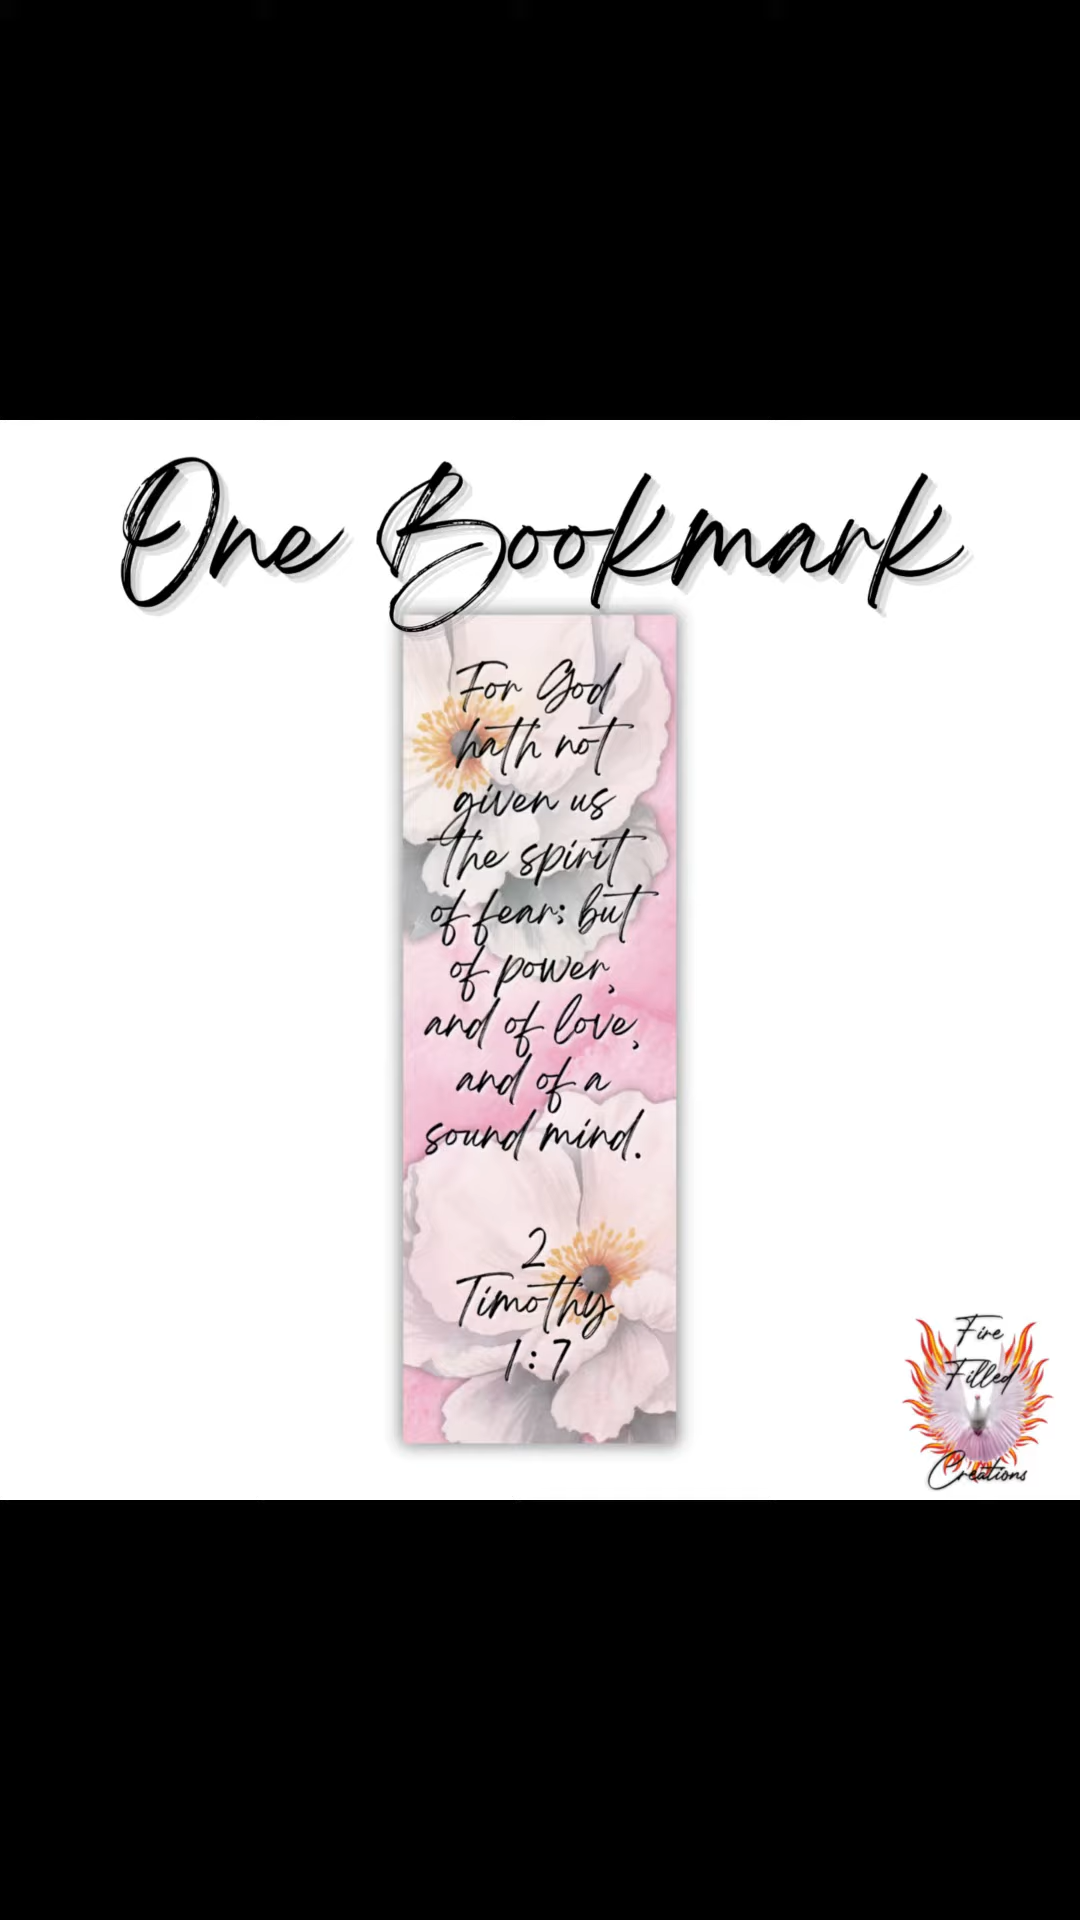 One Bookmark
For God
hath not
given us
the spirit
of fear; but
of power,
and of love,
and of a
sound mind.
2
Timothy
1:7
Fire
Filled
Creations